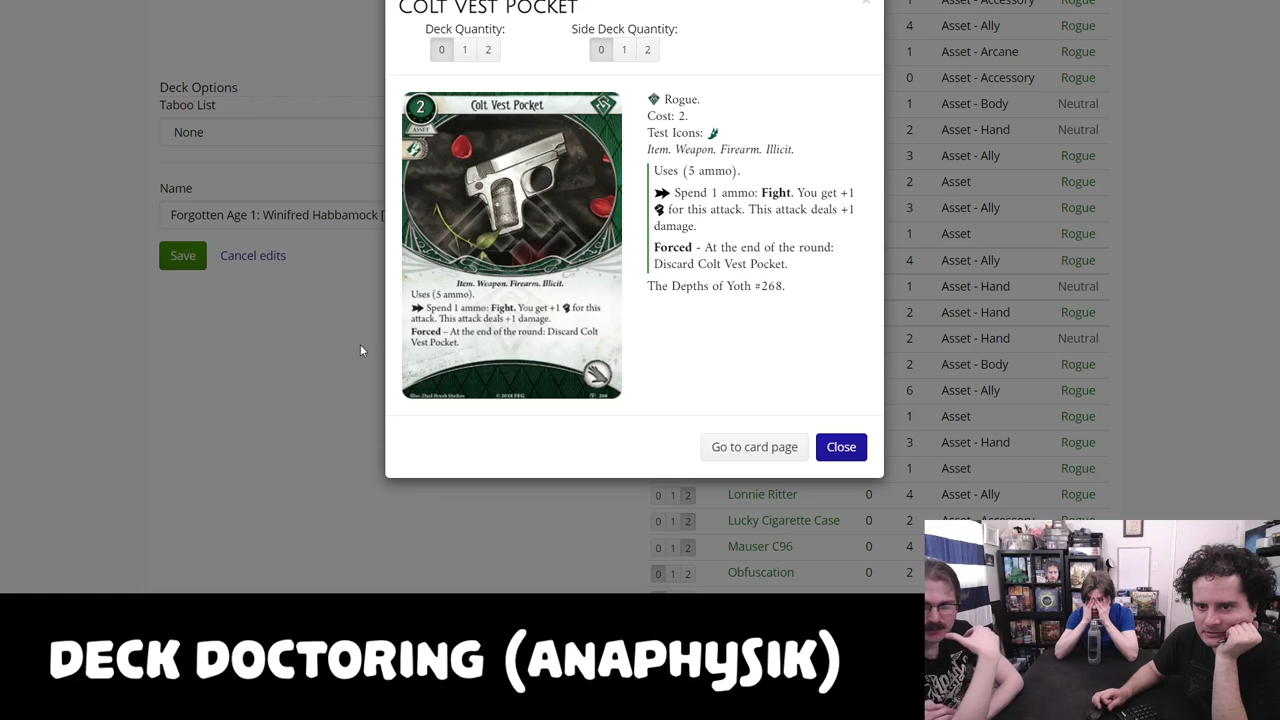 Colt Vest Pocket
Deck Quantity:
Side Deck Quantity:
0 1 2
0 1 2
Deck Options
Taboo List
None
Name
Forgotten Age 1: Winifred Habbamock [
Save
Cancel edits
2
ASSET
Colt Vest Pocket
Item. Weapon. Firearm. Illicit.
Uses (5 ammo).
Spend 1 ammo: Fight. You get +1 for this
attack. This attack deals +1 damage.
Forced – At the end of the round: Discard Colt
Vest Pocket.
© 2018 FFG
268
Rogue.
Cost: 2.
Test Icons:
Item. Weapon. Firearm. Illicit.
Uses (5 ammo).
Spend 1 ammo: Fight. You get +1
for this attack. This attack deals +1
damage.
Forced - At the end of the round:
Discard Colt Vest Pocket.
The Depths of Yoth #268.
Go to card page
Close
1 Asset - Accessory Rogue
4 Asset - Ally Rogue
1 Asset - Arcane Rogue
0 Asset - Accessory Rogue
1 Asset - Body Neutral
2 Asset - Hand Neutral
3 Asset - Ally Rogue
2 Asset Rogue
3 Asset - Ally Rogue
1 Asset Rogue
4 Asset - Ally Rogue
1 Asset - Hand Neutral
2 Asset - Hand Rogue
2 Asset - Hand Neutral
2 Asset - Body Rogue
6 Asset - Ally Rogue
1 Asset Rogue
3 Asset - Hand Rogue
1 Asset Rogue
0 1 2 Lonnie Ritter 0 4 Asset - Ally Rogue
0 1 2 Lucky Cigarette Case 0 2 Asset - Accessory Rogue
0 1 2 Mauser C96 0 4
0 1 2 Obfuscation 0 2
DECK DOCTORING (ANAPHYSIK)